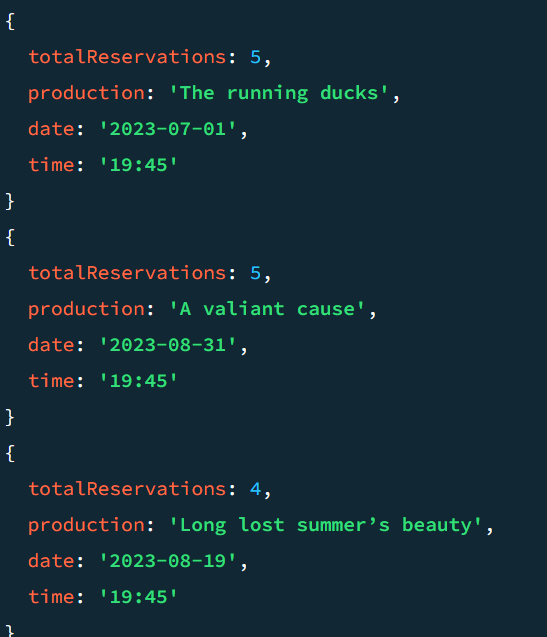 {
  totalReservations: 5,
  production: 'The running ducks',
  date: '2023-07-01',
  time: '19:45'
}
{
  totalReservations: 5,
  production: 'A valiant cause',
  date: '2023-08-31',
  time: '19:45'
}
{
  totalReservations: 4,
  production: 'Long lost summer’s beauty',
  date: '2023-08-19',
  time: '19:45'
}